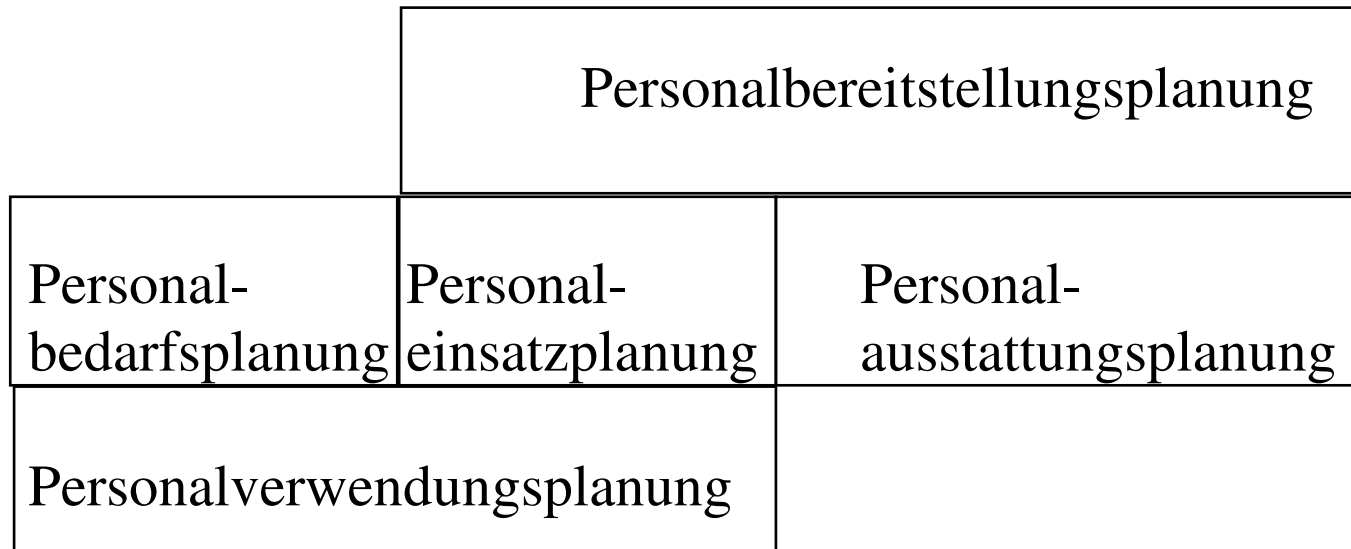 Personalbereitstellungsplanung
Personal-
bedarfsplanung
Personal-
einsatzplanung
Personal-
ausstattungsplanung
Personalverwendungsplanung